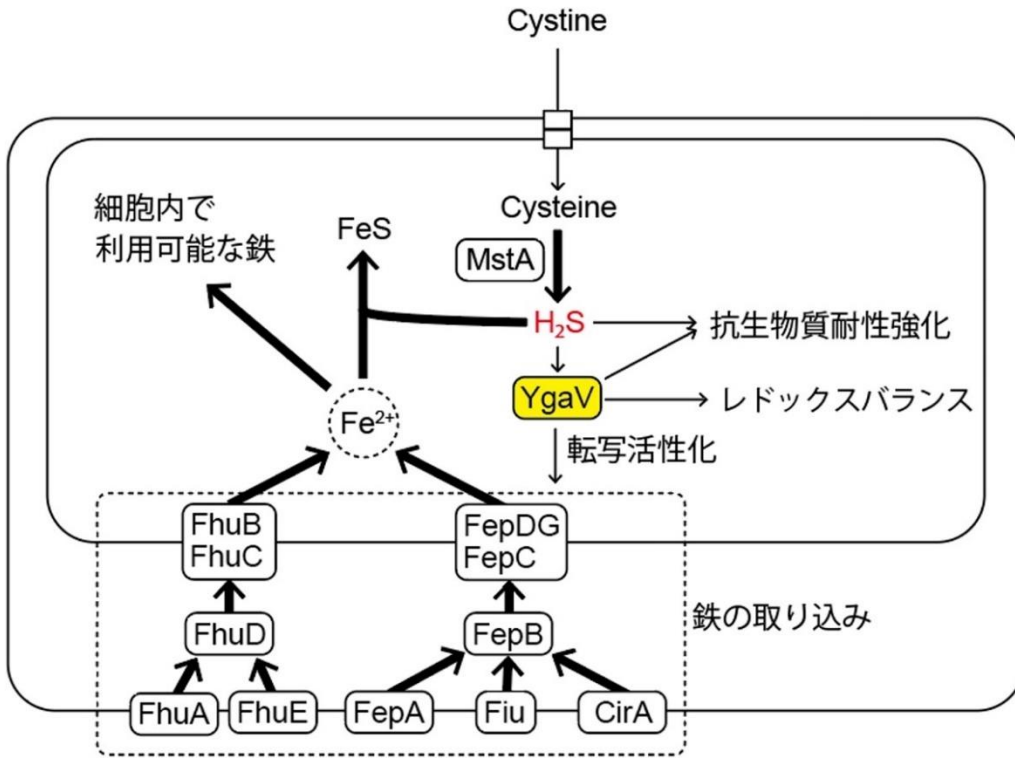 Cystine
Cysteine
細胞内で
利用可能な鉄
FeS
MstA
H₂S
抗生物質耐性強化
YgaV
レドックスバランス
Fe²⁺
転写活性化
FhuB
FhuC
FepDG
FepC
鉄の取り込み
FhuD
FepB
FhuA
FhuE
FepA
Fiu
CirA